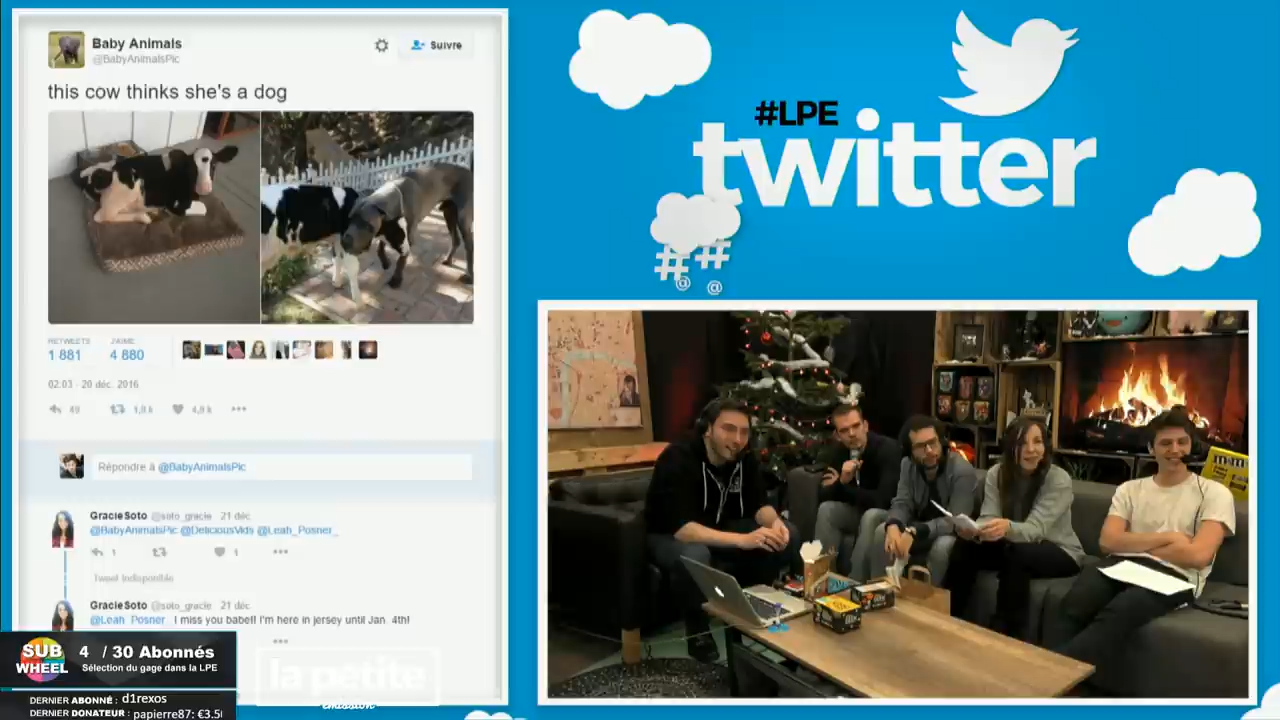 Baby Animals
@BabyAnimalsPic
Suivre
this cow thinks she's a dog
RETWEETS
J'AIME
1 881
4 880
02:03 - 20 déc. 2016
49
1,9 k
4,9 k
•••
Répondre à @BabyAnimalsPic
GracieSoto @soto_gracie 21 déc.
@BabyAnimalsPic @DeliciousVids @Leah_Posner_
1
1
•••
Tweet indisponible
GracieSoto @soto_gracie 21 déc.
@Leah_Posner_ I miss you babe!! I'm here in jersey until Jan. 4th!
•••
SUB
WHEEL
4 / 30 Abonnés
Sélection du gage dans la LPE
DERNIER ABONNÉ : d1rexos
DERNIER DONATEUR : papierre87: €3.5
la petite
émission
#LPE
twitter
# #
@ @
m&m's